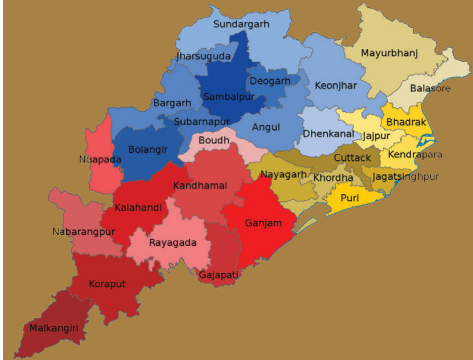 Sundargarh
Mayurbhanj
Jharsuguda
Keonjhar
Deogarh
Balasore
Sambalpur
Bargarh
Subarnapur
Bhadrak
Angul
Dhenkanal
Jajpur
Boudh
Bolangir
Kendrapara
Cuttack
Nuapada
Nayagarh
Khordha
Jagatsinghpur
Kandhamal
Puri
Kalahandi
Ganjam
Nabarangpur
Rayagada
Gajapati
Koraput
Malkangiri